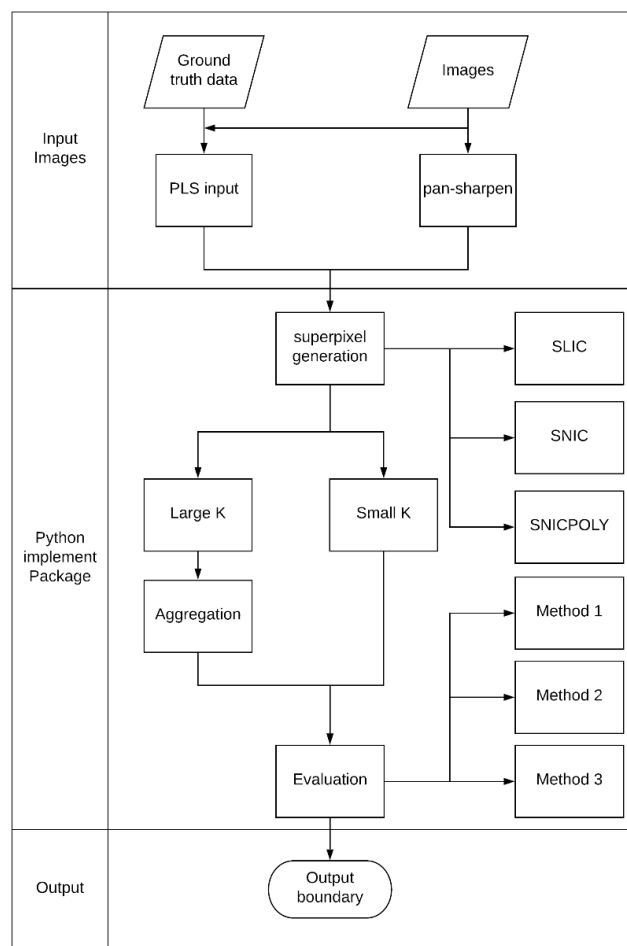 Ground
truth data
Images
Input
Images
PLS input
pan-sharpen
superpixel
generation
SLIC
SNIC
Large K
Small K
SNICPOLY
Python
implement
Package
Aggregation
Method 1
Method 2
Evaluation
Method 3
Output
Output
boundary